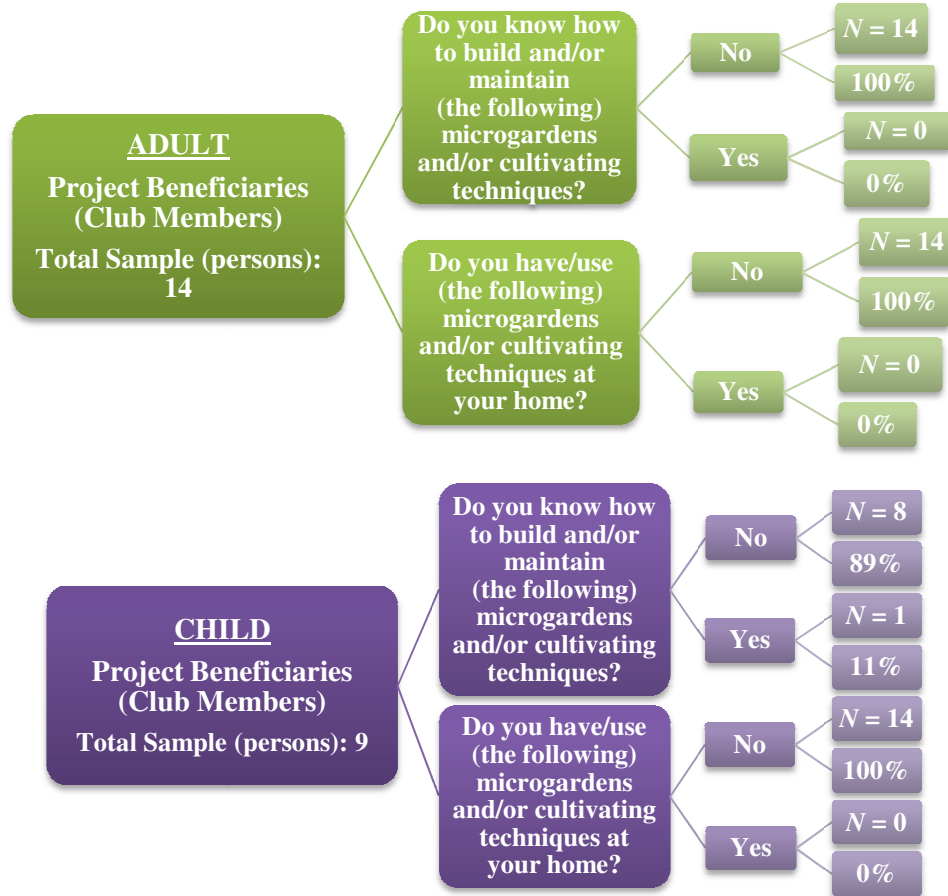 ADULT
Project Beneficiaries
(Club Members)
Total Sample (persons):
14
Do you know how
to build and/or
maintain
(the following)
microgardens
and/or cultivating
techniques?
No
N = 14
100%
Yes
N = 0
0%
Do you have/use
(the following)
microgardens
and/or cultivating
techniques at
your home?
No
N = 14
100%
Yes
N = 0
0%
CHILD
Project Beneficiaries
(Club Members)
Total Sample (persons): 9
Do you know how
to build and/or
maintain
(the following)
microgardens
and/or cultivating
techniques?
No
N = 8
89%
Yes
N = 1
11%
Do you have/use
(the following)
microgardens
and/or cultivating
techniques at
your home?
No
N = 14
100%
Yes
N = 0
0%